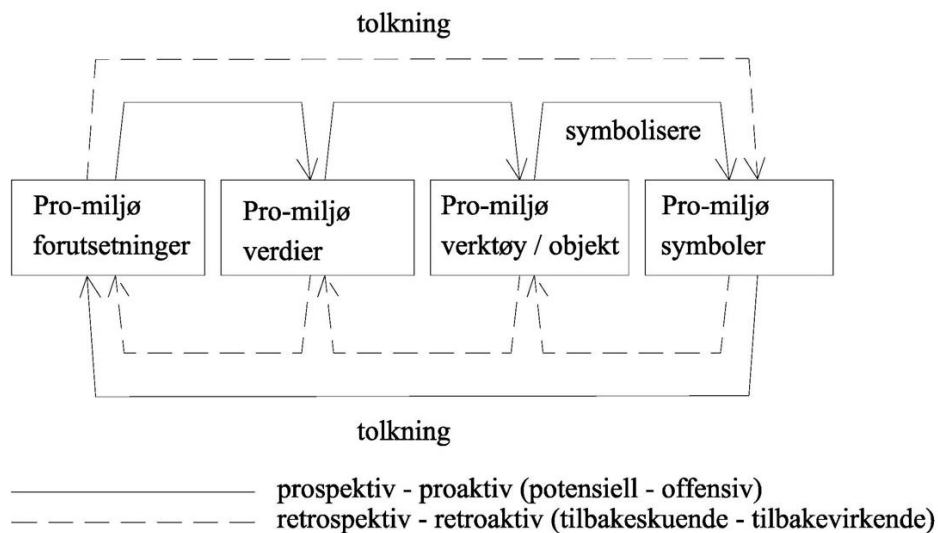 tolkning
symbolisere
Pro-miljø
forutsetninger
Pro-miljø
verdier
Pro-miljø
verktøy / objekt
Pro-miljø
symboler
tolkning
prospektiv - proaktiv (potensiell - offensiv)
retrospektiv - retroaktiv (tilbakeskuende - tilbakevirkende)